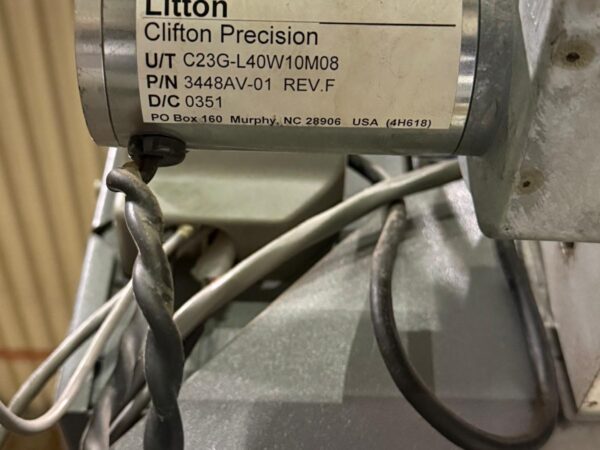 Litton
Clifton Precision
U/T C23G-L40W10M08
P/N 3448AV-01 REV.F
D/C 0351
PO Box 160 Murphy, NC 28906 USA (4H618)